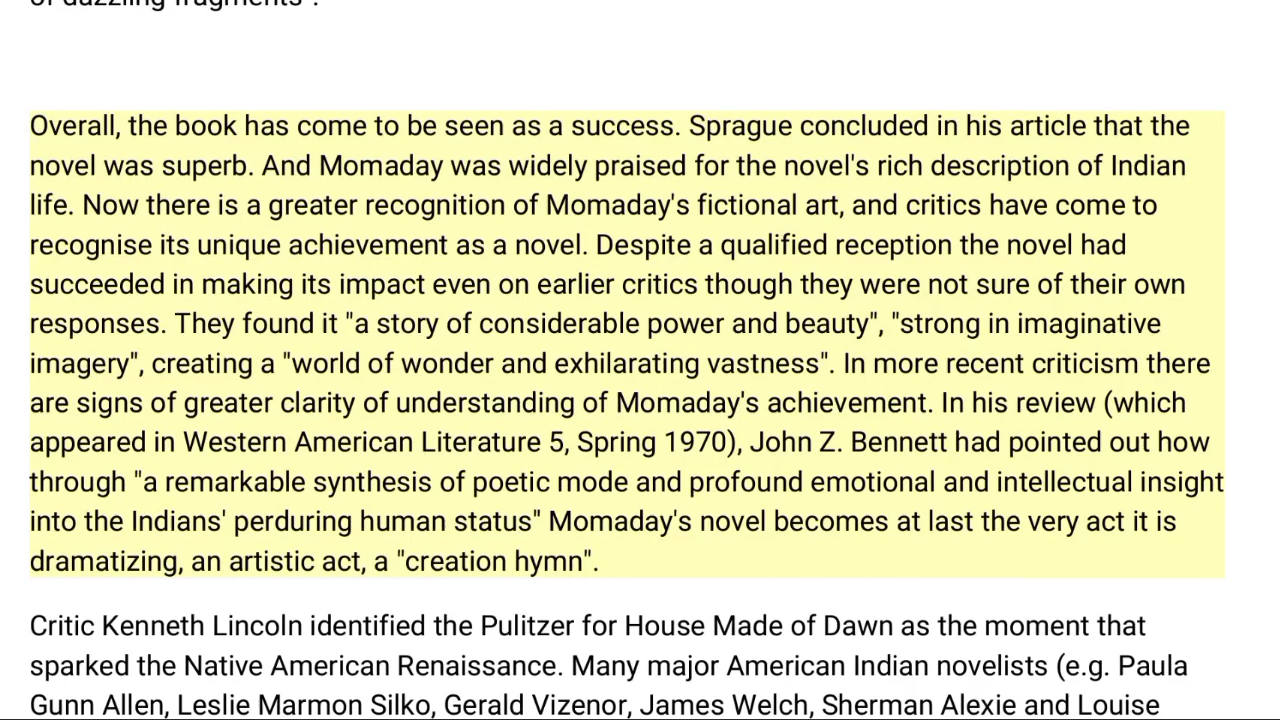 of dazzling fragments".
Overall, the book has come to be seen as a success. Sprague concluded in his article that the
novel was superb. And Momaday was widely praised for the novel's rich description of Indian
life. Now there is a greater recognition of Momaday's fictional art, and critics have come to
recognise its unique achievement as a novel. Despite a qualified reception the novel had
succeeded in making its impact even on earlier critics though they were not sure of their own
responses. They found it "a story of considerable power and beauty", "strong in imaginative
imagery", creating a "world of wonder and exhilarating vastness". In more recent criticism there
are signs of greater clarity of understanding of Momaday's achievement. In his review (which
appeared in Western American Literature 5, Spring 1970), John Z. Bennett had pointed out how
through "a remarkable synthesis of poetic mode and profound emotional and intellectual insight
into the Indians' perduring human status" Momaday's novel becomes at last the very act it is
dramatizing, an artistic act, a "creation hymn".
Critic Kenneth Lincoln identified the Pulitzer for House Made of Dawn as the moment that
sparked the Native American Renaissance. Many major American Indian novelists (e.g. Paula
Gunn Allen, Leslie Marmon Silko, Gerald Vizenor, James Welch, Sherman Alexie and Louise